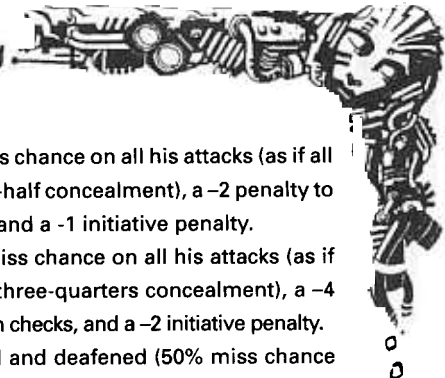 s chance on all his attacks (as if all
-half concealment), a –2 penalty to
and a -1 initiative penalty.
iss chance on all his attacks (as if
three-quarters concealment), a –4
n checks, and a –2 initiative penalty.
and deafened (50% miss chance